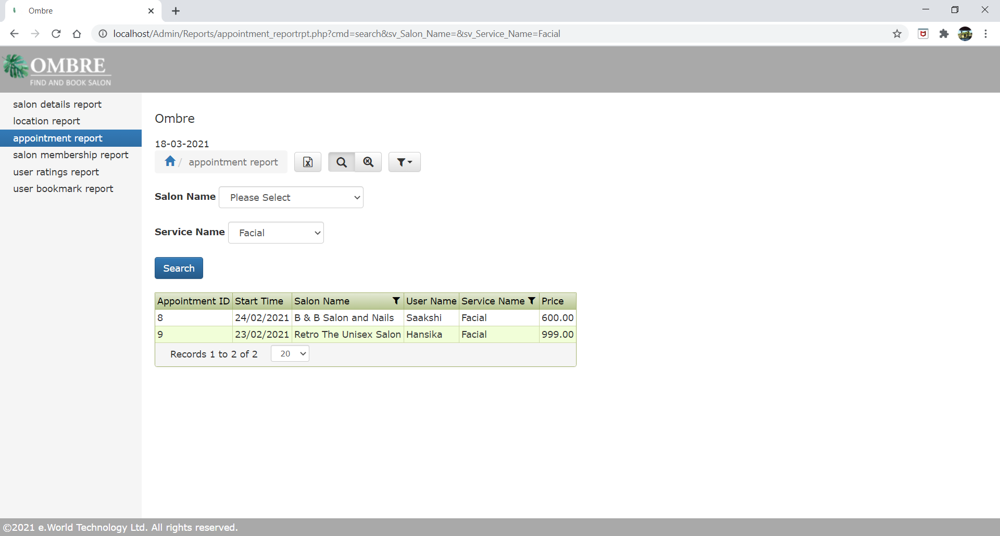 Ombre
localhost/Admin/Reports/appointment_reportrpt.php?cmd=search&sv_Salon_Name=&sv_Service_Name=Facial
OMBRE
FIND AND BOOK SALON
salon details report
location report
appointment report
salon membership report
user ratings report
user bookmark report
Ombre
18-03-2021
/ appointment report
Salon Name Please Select
Service Name Facial
Search
Appointment ID Start Time Salon Name User Name Service Name Price
8 24/02/2021 B & B Salon and Nails Saakshi Facial 600.00
9 23/02/2021 Retro The Unisex Salon Hansika Facial 999.00
Records 1 to 2 of 2 20
©2021 e.World Technology Ltd. All rights reserved.